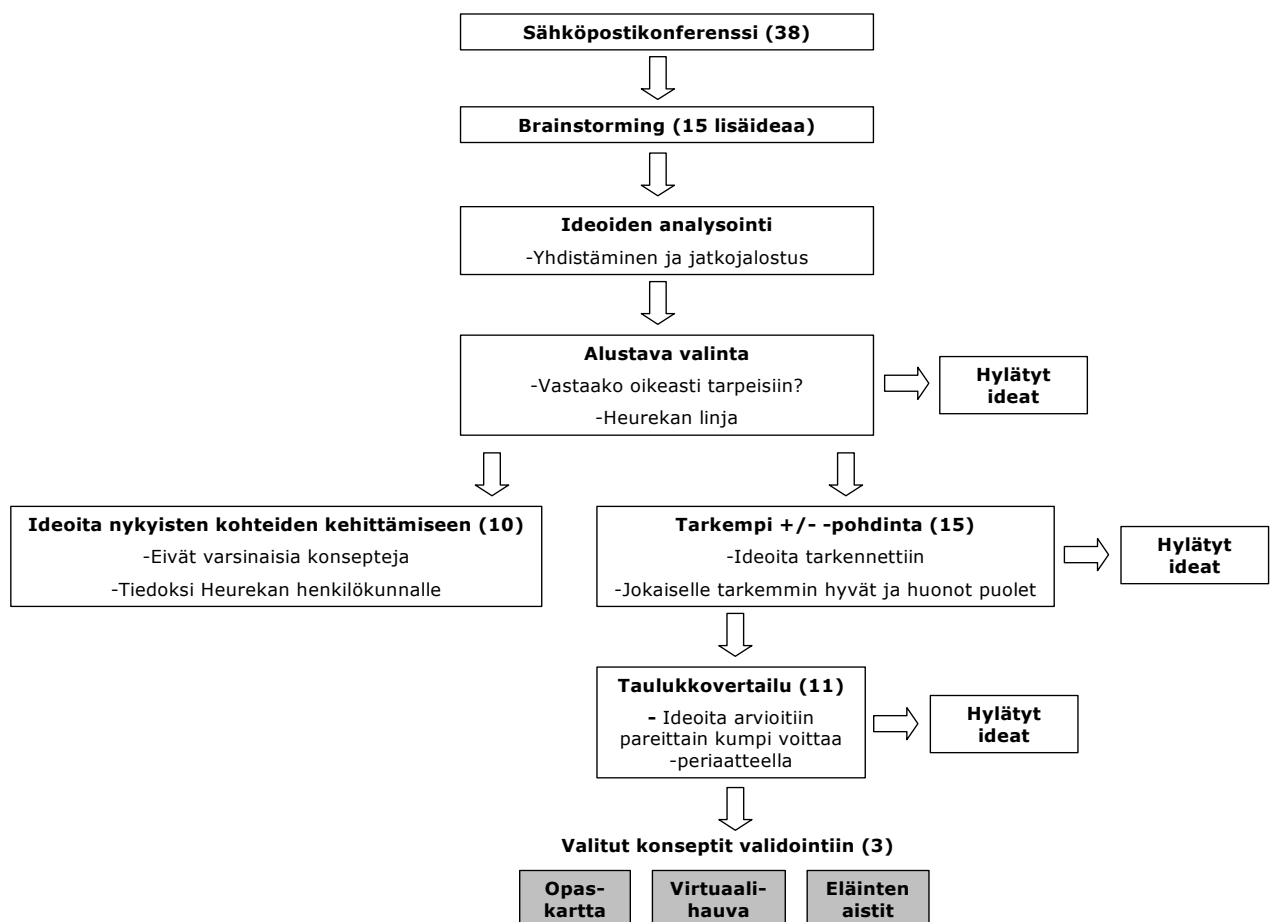 Sähköpostikonferenssi (38)
Brainstorming (15 lisäideaa)
Ideoiden analysointi
-Yhdistäminen ja jatkojalostus
Alustava valinta
-Vastaako oikeasti tarpeisiin?
-Heurekan linja
Hylätyt
ideat
Ideoita nykyisten kohteiden kehittämiseen (10)
-Eivät varsinaisia konsepteja
-Tiedoksi Heurekan henkilökunnalle
Tarkempi +/- -pohdinta (15)
-Ideoita tarkennettiin
-Jokaiselle tarkemmin hyvät ja huonot puolet
Hylätyt
ideat
Taulukkovertailu (11)
- Ideoita arvioitiin
pareittain kumpi voittaa
-periaatteella
Hylätyt
ideat
Valitut konseptit validointiin (3)
Opas-
kartta
Virtuaali-
hauva
Eläinten
aistit